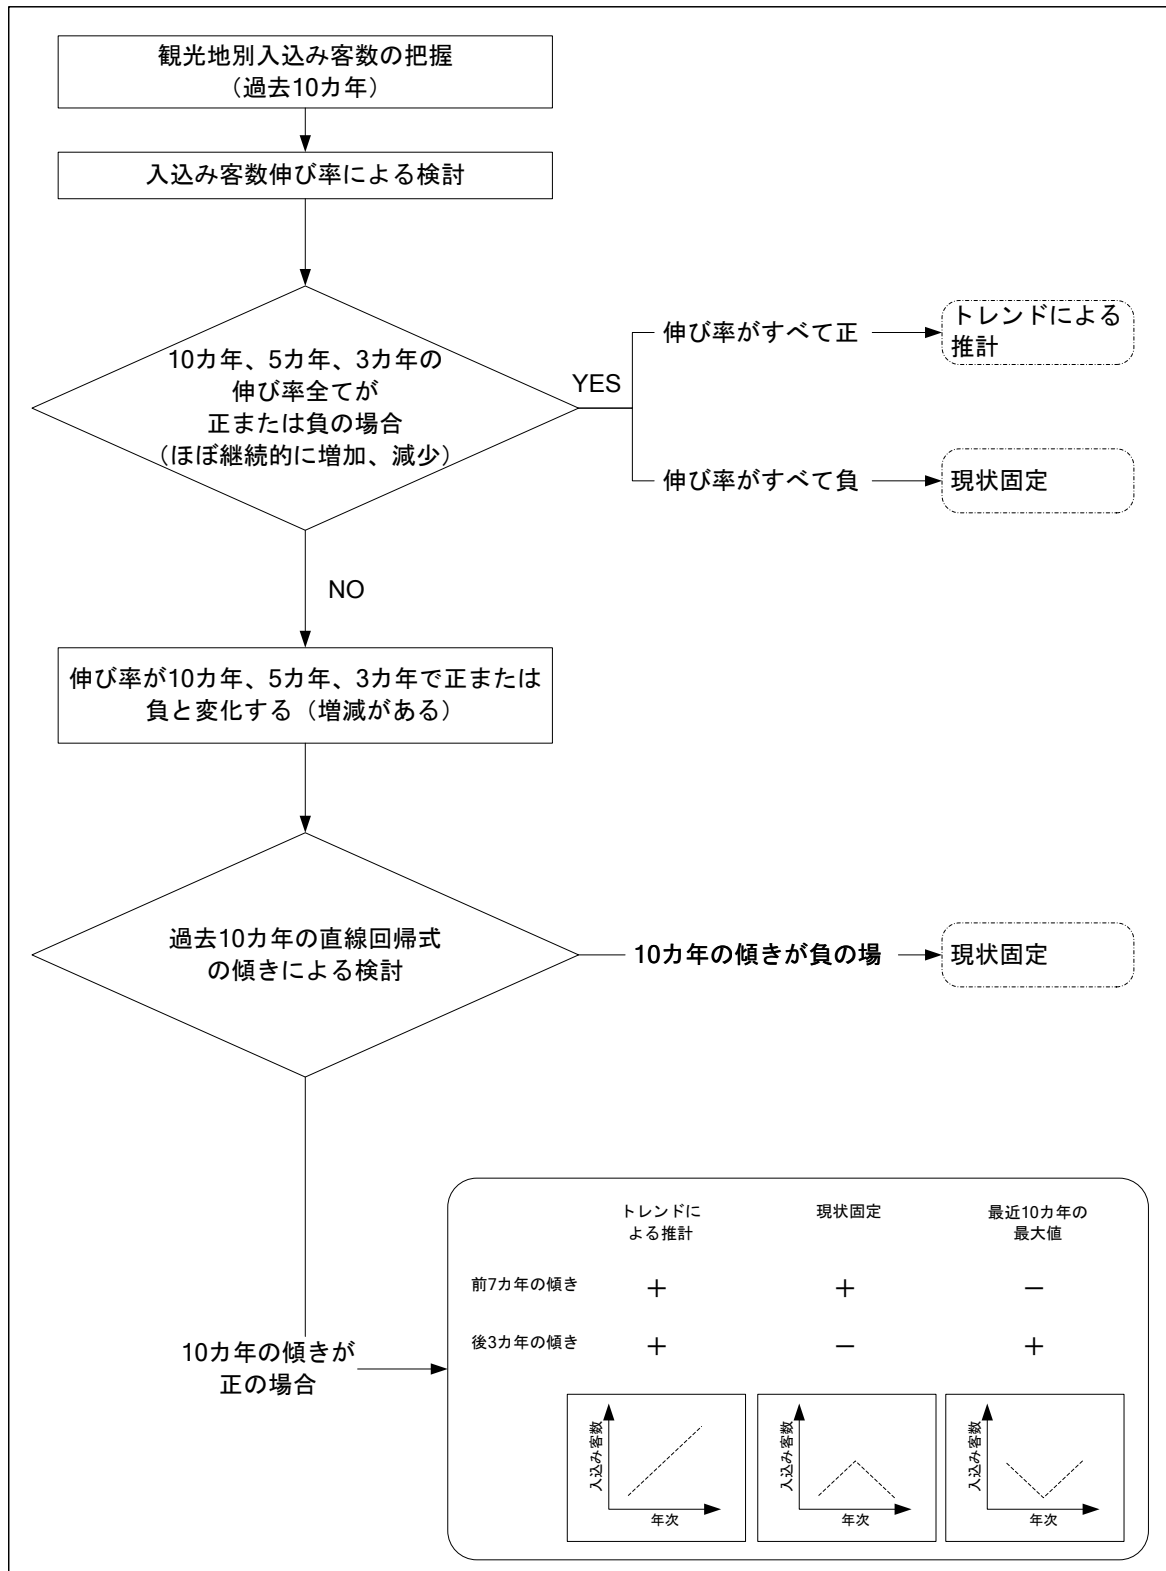 観光地別入込み客数の把握
（過去10カ年）
入込み客数伸び率による検討
10カ年、5カ年、3カ年の
伸び率全てが
正または負の場合
（ほぼ継続的に増加、減少）
YES
伸び率がすべて正
トレンドによる
推計
伸び率がすべて負
現状固定
NO
伸び率が10カ年、5カ年、3カ年で正または
負と変化する（増減がある）
過去10カ年の直線回帰式
の傾きによる検討
10カ年の傾きが負の場
現状固定
10カ年の傾きが
正の場合
トレンドに
よる推計
現状固定
最近10カ年の
最大値
前7カ年の傾き ＋ ＋ －
後3カ年の傾き ＋ － ＋
入込み客数
年次
入込み客数
年次
入込み客数
年次